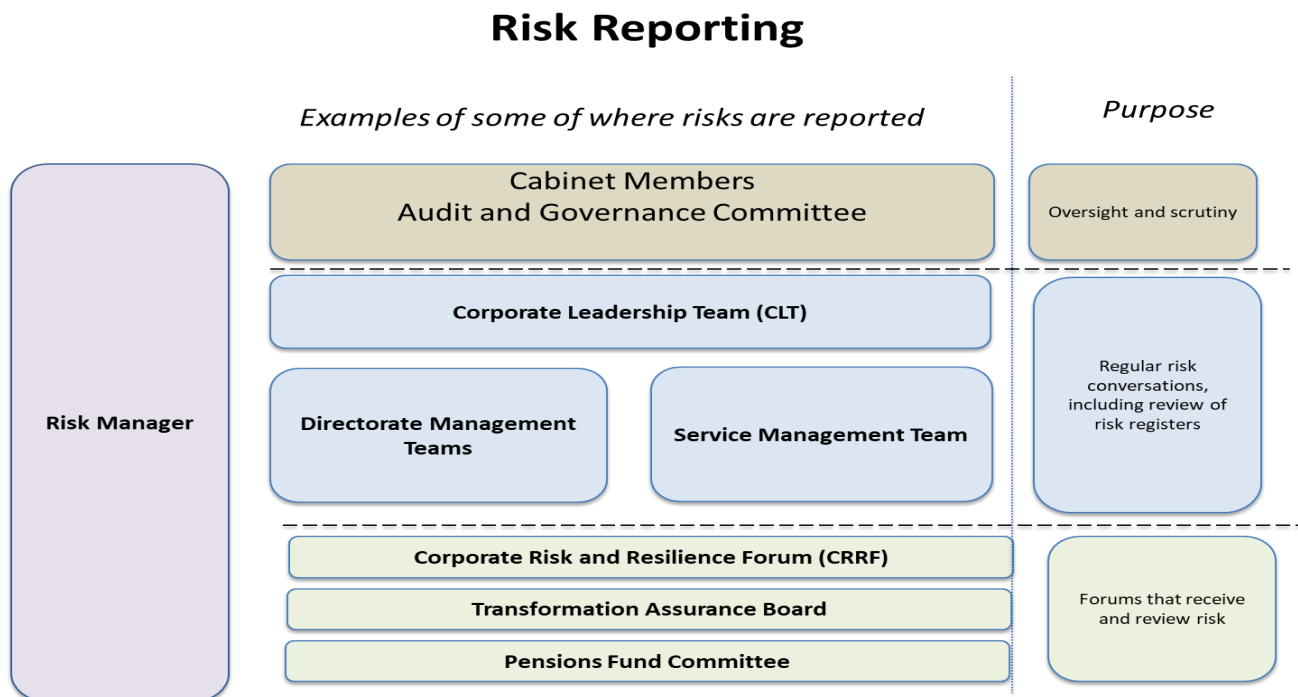 Risk Reporting
Examples of some of where risks are reported
Purpose
Risk Manager
Cabinet Members
Audit and Governance Committee
Oversight and scrutiny
Corporate Leadership Team (CLT)
Directorate Management
Teams
Service Management Team
Regular risk
conversations,
including review of
risk registers
Corporate Risk and Resilience Forum (CRRF)
Transformation Assurance Board
Pensions Fund Committee
Forums that receive
and review risk